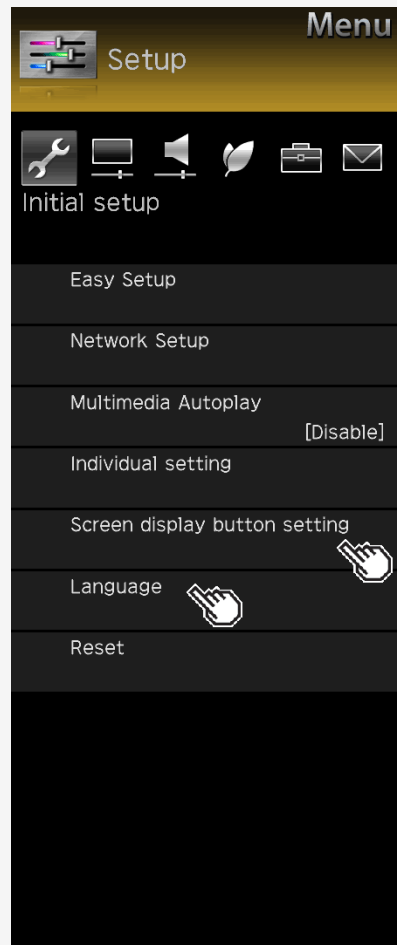 Menu
Setup
Initial setup
Easy Setup
Network Setup
Multimedia Autoplay
[Disable]
Individual setting
Screen display button setting
Language
Reset